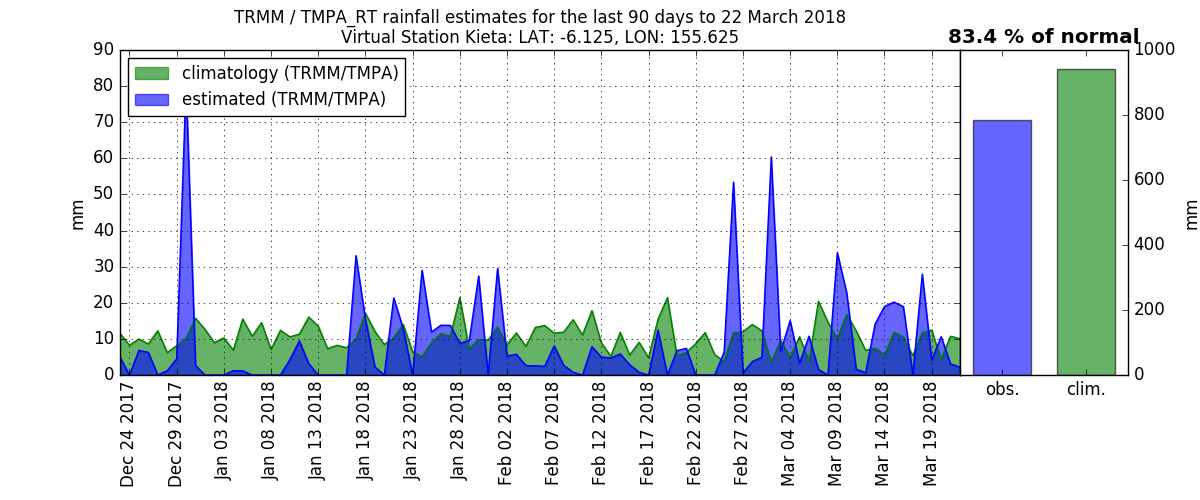 TRMM / TMPA_RT rainfall estimates for the last 90 days to 22 March 2018
Virtual Station Kieta: LAT: -6.125, LON: 155.625
83.4 % of normal
climatology (TRMM/TMPA)
estimated (TRMM/TMPA)
mm
90
80
70
60
50
40
30
20
10
0
Dec 24 2017
Dec 29 2017
Jan 03 2018
Jan 08 2018
Jan 13 2018
Jan 18 2018
Jan 23 2018
Jan 28 2018
Feb 02 2018
Feb 07 2018
Feb 12 2018
Feb 17 2018
Feb 22 2018
Feb 27 2018
Mar 04 2018
Mar 09 2018
Mar 14 2018
Mar 19 2018
obs.
clim.
1000
800
600
400
200
0
mm